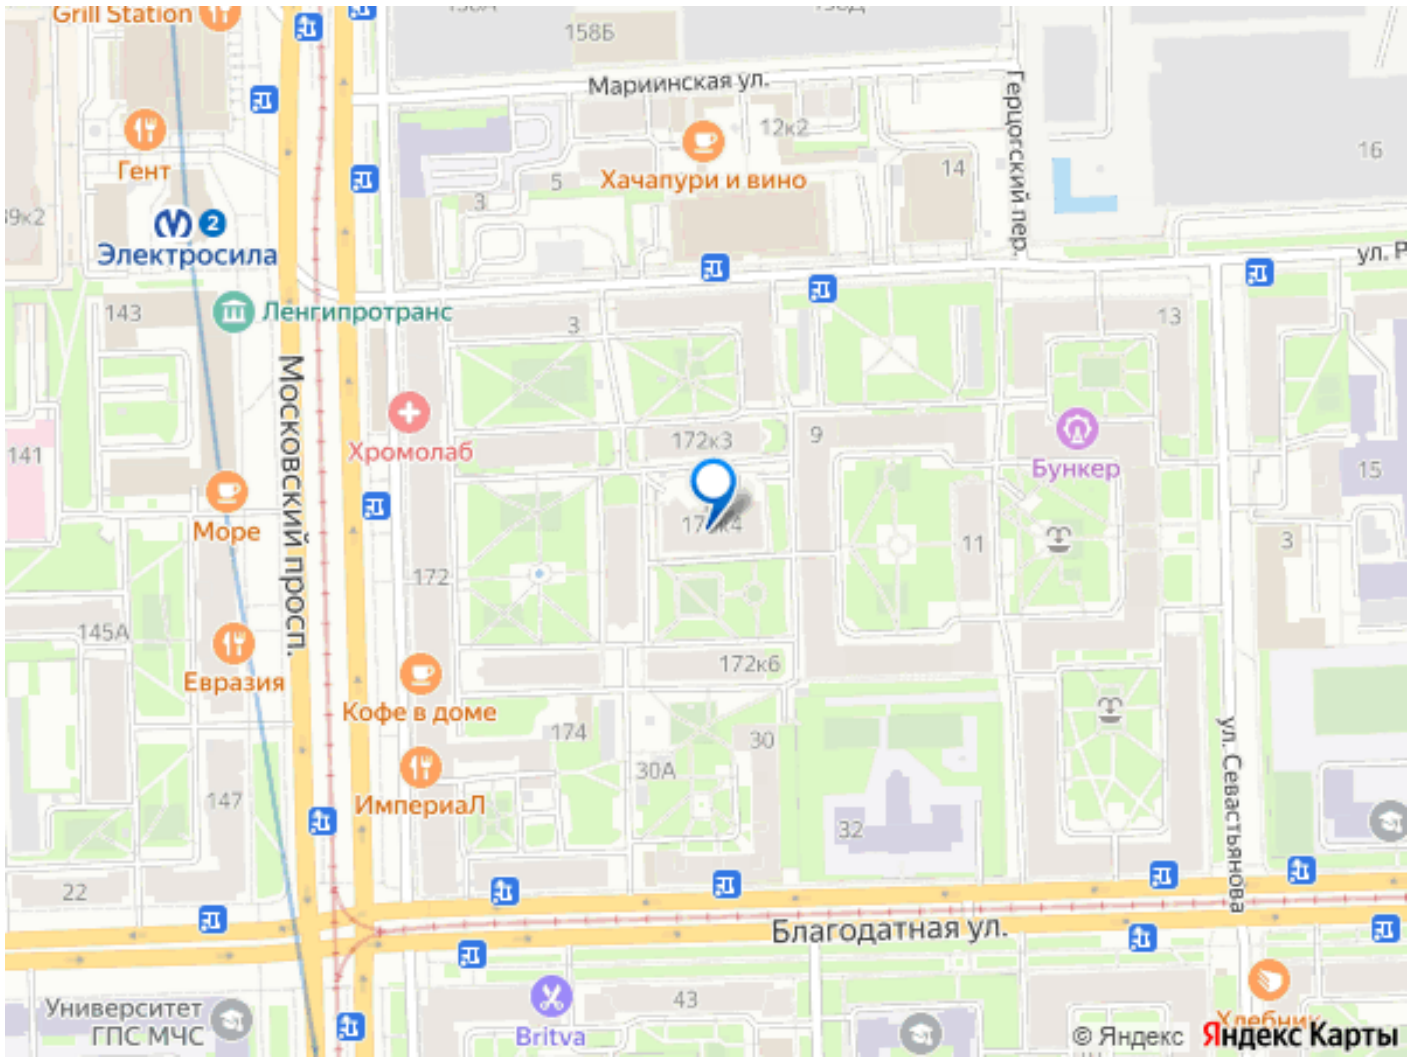 Grill Station
158Б
Мариинская ул.
Герцогский пер.
12к2
16
Гент
Хачапури и вино
14
5
3
39к2
2
Электросила
ул. Р
143
Ленгипротранс
3
13
Московский просп.
Хромолаб
172к3
9
141
Бункер
15
Море
11
3
172
145А
Евразия
172к6
Кофе в доме
174
30
30А
ул. Севастьянова
147
ИмпериаЛ
32
22
Благодатная ул.
Университет
ГПС МЧС
43
Britva
Хлебник
© Яндекс Яндекс Карты